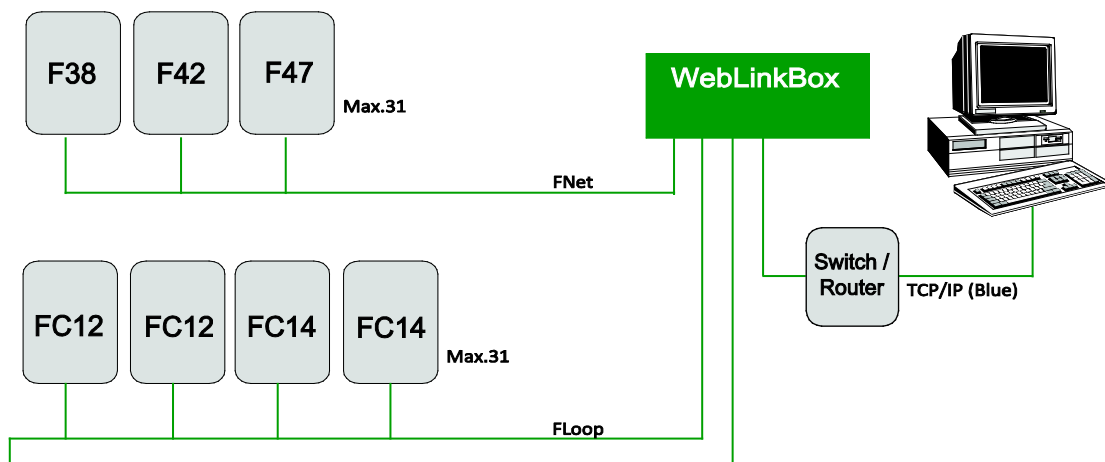 F38
F42
F47
Max.31
WebLinkBox
FNet
Switch /
Router
TCP/IP (Blue)
FC12
FC12
FC14
FC14
Max.31
FLoop